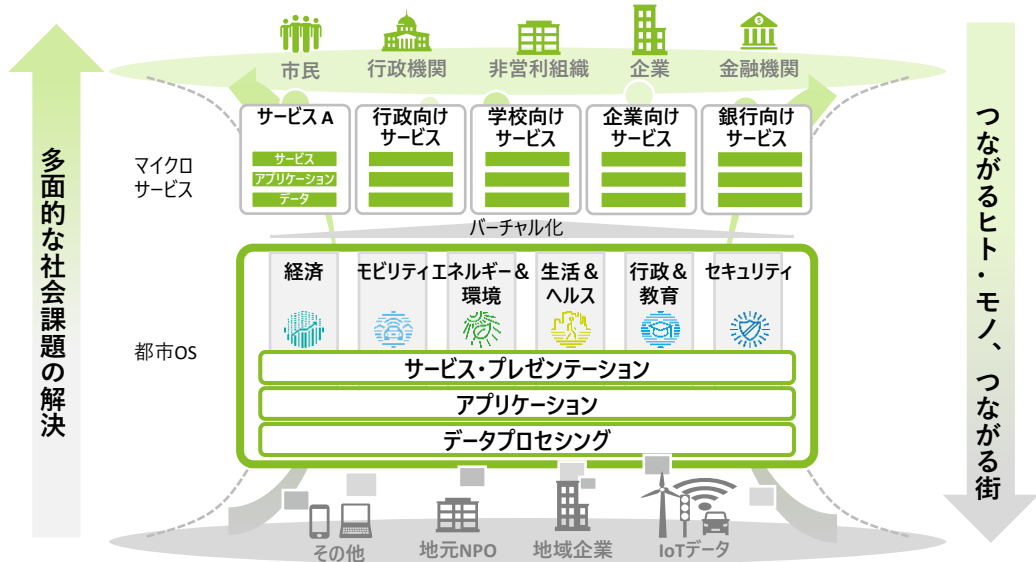 市民
行政機関
非営利組織
企業
金融機関
多面的な社会課題の解決
つながるヒト・モノ、つながる街
マイクロ
サービス
サービス A
サービス
アプリケーション
データ
行政向け
サービス
学校向け
サービス
企業向け
サービス
銀行向け
サービス
バーチャル化
都市OS
経済
モビリティ
エネルギー＆
環境
生活＆
ヘルス
行政＆
教育
セキュリティ
サービス・プレゼンテーション
アプリケーション
データプロセシング
その他
地元NPO
地域企業
IoTデータ